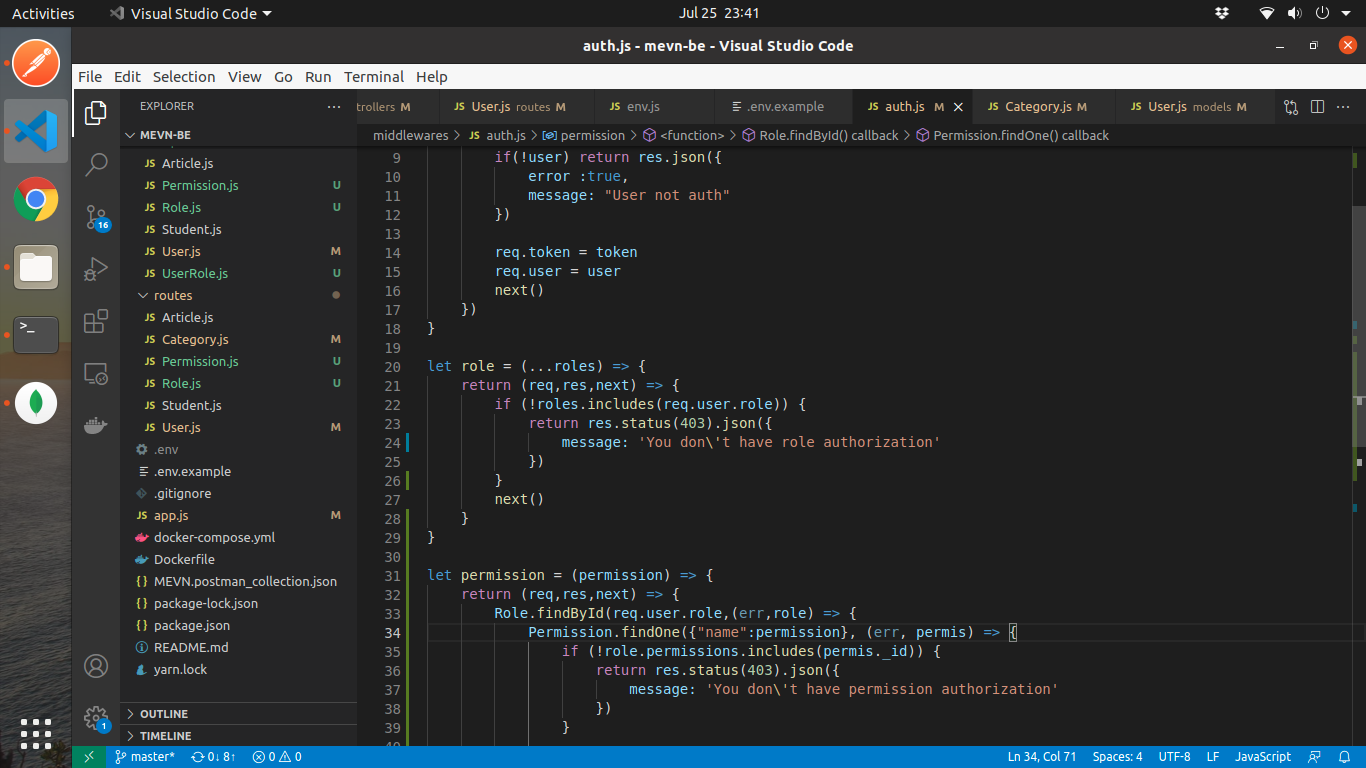 Activities
Visual Studio Code
Jul 25 23:41
auth.js - mevn-be - Visual Studio Code
File Edit Selection View Go Run Terminal Help
EXPLORER
MEVN-BE
JS Article.js
JS Permission.js U
JS Role.js U
JS Student.js
JS User.js M
JS UserRole.js U
routes
JS Article.js
JS Category.js M
JS Permission.js U
JS Role.js U
JS Student.js
JS User.js M
.env
.env.example
.gitignore
JS app.js M
docker-compose.yml
Dockerfile
{} MEVN.postman_collection.json
{} package-lock.json
{} package.json
README.md
yarn.lock
OUTLINE
TIMELINE
16
1
>_
trollers M
JS User.js routes M
JS env.js
.env.example
JS auth.js M
JS Category.js M
JS User.js models M
middlewares > JS auth.js > permission > <function> > Role.findById() callback > Permission.findOne() callback
9 if(!user) return res.json({
10 error :true,
11 message: "User not auth"
12 })
13
14 req.token = token
15 req.user = user
16 next()
17 })
18 }
19
20 let role = (...roles) => {
21 return (req,res,next) => {
22 if (!roles.includes(req.user.role)) {
23 return res.status(403).json({
24 message: 'You don\'t have role authorization'
25 })
26 }
27 next()
28 }
29 }
30
31 let permission = (permission) => {
32 return (req,res,next) => {
33 Role.findById(req.user.role,(err,role) => {
34 Permission.findOne({"name":permission}, (err, permis) => {
35 if (!role.permissions.includes(permis._id)) {
36 return res.status(403).json({
37 message: 'You don\'t have permission authorization'
38 })
39 }
40
master* 0↓ 8↑ 0 0
Ln 34, Col 71 Spaces: 4 UTF-8 LF JavaScript